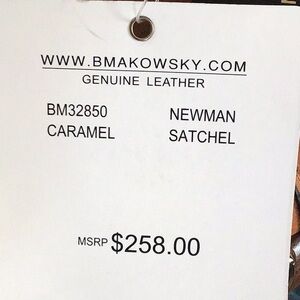 WWW.BMAKOWSKY.COM
GENUINE LEATHER
BM32850 NEWMAN
CARAMEL SATCHEL
MSRP $258.00